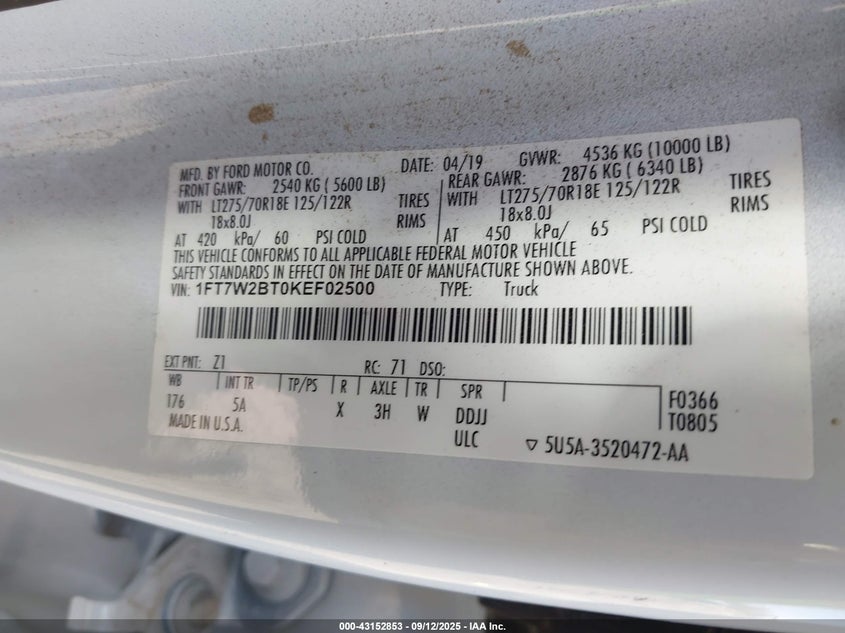 MFD. BY FORD MOTOR CO. DATE: 04/19 GVWR: 4536 KG (10000 LB)
FRONT GAWR: 2540 KG ( 5600 LB) REAR GAWR: 2876 KG ( 6340 LB)
WITH LT275/70R18E 125/122R TIRES WITH LT275/70R18E 125/122R TIRES
18x8.0J RIMS 18x8.0J RIMS
AT 420 kPa/ 60 PSI COLD AT 450 kPa/ 65 PSI COLD
THIS VEHICLE CONFORMS TO ALL APPLICABLE FEDERAL MOTOR VEHICLE
SAFETY STANDARDS IN EFFECT ON THE DATE OF MANUFACTURE SHOWN ABOVE.
VIN: 1FT7W2BT0KEF02500 TYPE: Truck
EXT PNT: Z1 RC: 71 DSO:
WB INT TR TP/PS R AXLE TR SPR
176 5A X 3H W DDJJ F0366
MADE IN U.S.A. ULC T0805
▽ 5U5A-3520472-AA
000-43152853 - 09/12/2025 - IAA Inc.